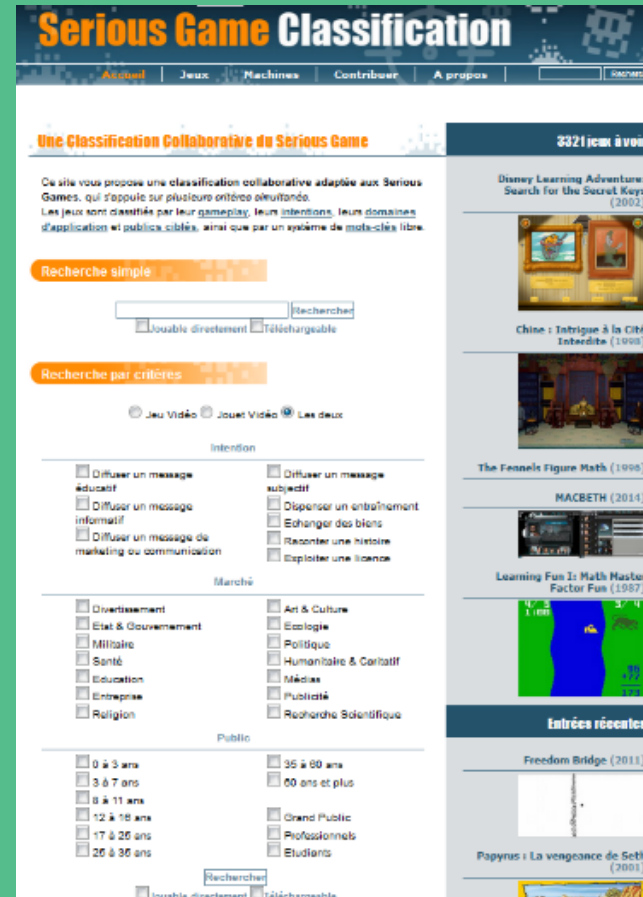 Serious Game Classification
Accueil | Jeux | Machines | Contribuer | A propos |
Une Classification Collaborative du Serious Game
Ce site vous propose une classification collaborative adaptée aux Serious
Games, qui s'appuie sur plusieurs critères simultanés.
Les jeux sont classifiés par leur gameplay, leurs intentions, leurs domaines
d'application et publics ciblés, ainsi que par un système de mots-clés libre.
Recherche simple
Rechercher
Jouable directement Téléchargeable
Recherche par critères
Jeu Vidéo Jouet Vidéo Les deux
Intention
Diffuser un message
éducatif
Diffuser un message
informatif
Diffuser un message de
marketing ou communication
Diffuser un message
subjectif
Dispenser un entraînement
Echanger des biens
Raconter une histoire
Exploiter une licence
Marché
Divertissement
Etat & Gouvernement
Militaire
Santé
Education
Entreprise
Religion
Art & Culture
Ecologie
Politique
Humanitaire & Caritatif
Médias
Publicité
Recherche Scientifique
Public
0 à 3 ans
3 à 7 ans
8 à 11 ans
12 à 16 ans
17 à 25 ans
25 à 35 ans
35 à 60 ans
60 ans et plus
Grand Public
Professionnels
Etudiants
Rechercher
Jouable directement Téléchargeable
3321 jeux à voir
Disney Learning Adventure:
Search for the Secret Keys
(2002)
Chine : Intrigue à la Cité
Interdite (1998)
The Fennels Figure Math (1996)
MACBETH (2014)
Learning Fun I: Math Master
Factor Fun (1987)
Entrées récentes
Freedom Bridge (2011)
Papyrus : La vengeance de Seth
(2001)